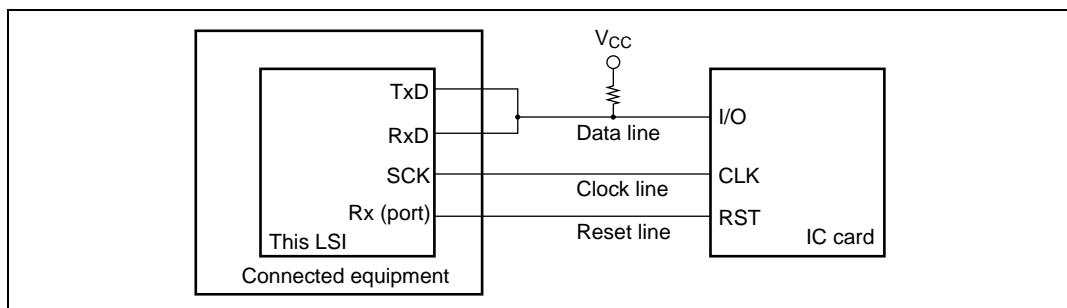 VCC
TxD
RxD
SCK
Rx (port)
This LSI
Connected equipment
Data line
Clock line
Reset line
I/O
CLK
RST
IC card